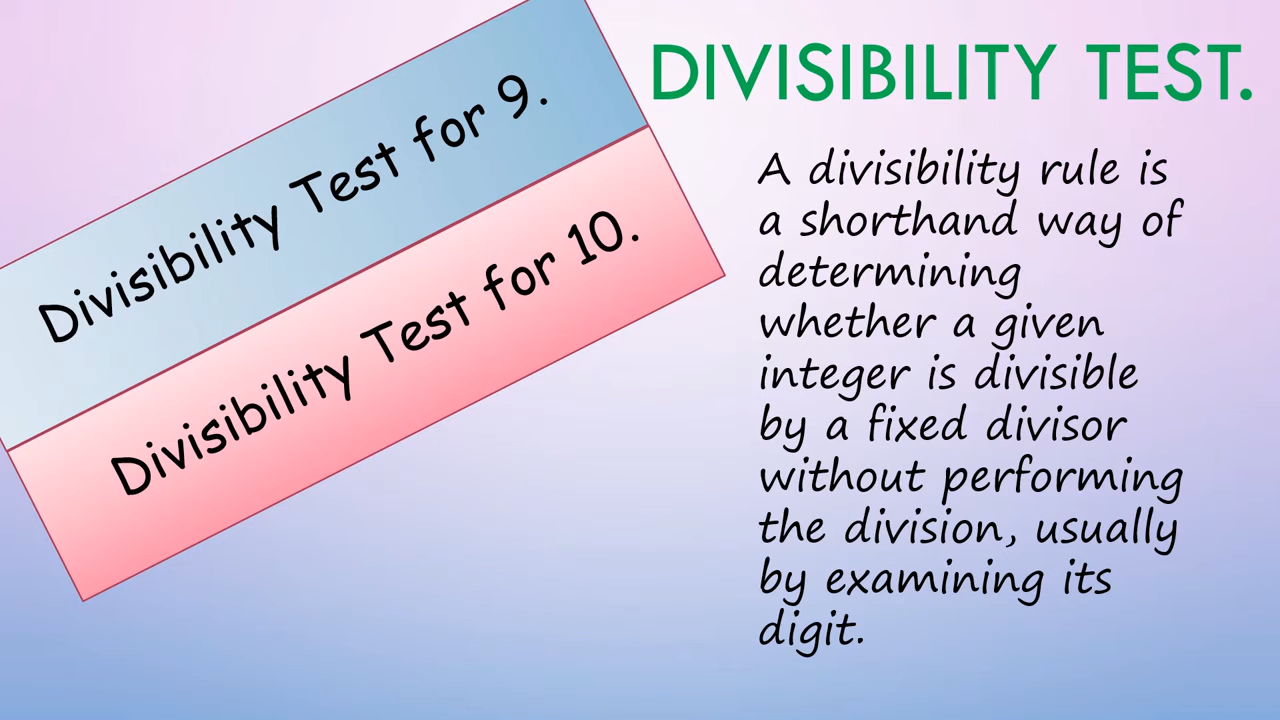 DIVISIBILITY TEST.
Divisibility Test for 9.
Divisibility Test for 10.
A divisibility rule is
a shorthand way of
determining
whether a given
integer is divisible
by a fixed divisor
without performing
the division, usually
by examining its
digit.